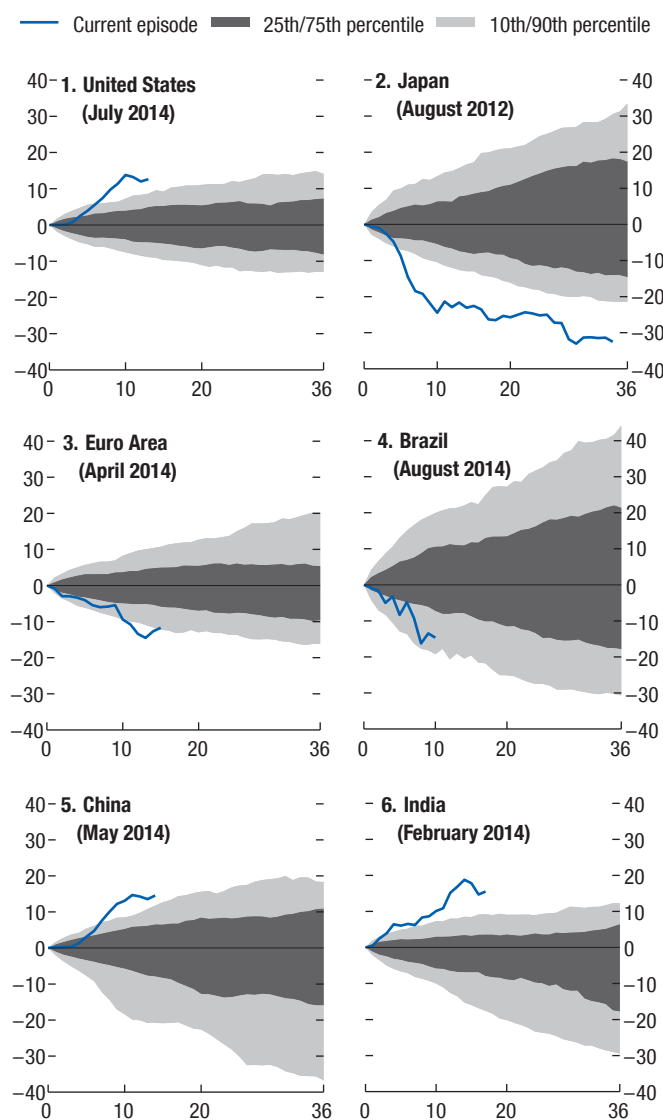 Current episode 25th/75th percentile 10th/90th percentile
1. United States
(July 2014)
40
30
20
10
0
−10
−20
−30
−40
0 10 20 36
2. Japan
(August 2012)
40
30
20
10
0
−10
−20
−30
−40
0 10 20 36
3. Euro Area
(April 2014)
40
30
20
10
0
−10
−20
−30
−40
0 10 20 36
4. Brazil
(August 2014)
40
30
20
10
0
−10
−20
−30
−40
0 10 20 36
5. China
(May 2014)
40
30
20
10
0
−10
−20
−30
−40
0 10 20 36
6. India
(February 2014)
40
30
20
10
0
−10
−20
−30
−40
0 10 20 36